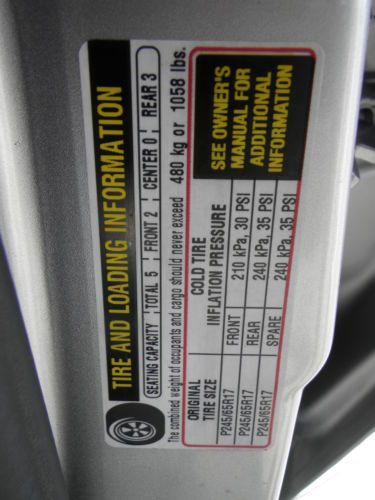 TIRE AND LOADING INFORMATION
SEATING CAPACITY TOTAL 5 FRONT 2 CENTER 0 REAR 3
The combined weight of occupants and cargo should never exceed 480 kg or 1058 lbs.
ORIGINAL TIRE SIZE
COLD TIRE INFLATION PRESSURE
P245/65R17 FRONT 210 kPa, 30 PSI
P245/65R17 REAR 240 kPa, 35 PSI
P245/65R17 SPARE 240 kPa, 35 PSI
SEE OWNER'S
MANUAL FOR
ADDITIONAL
INFORMATION